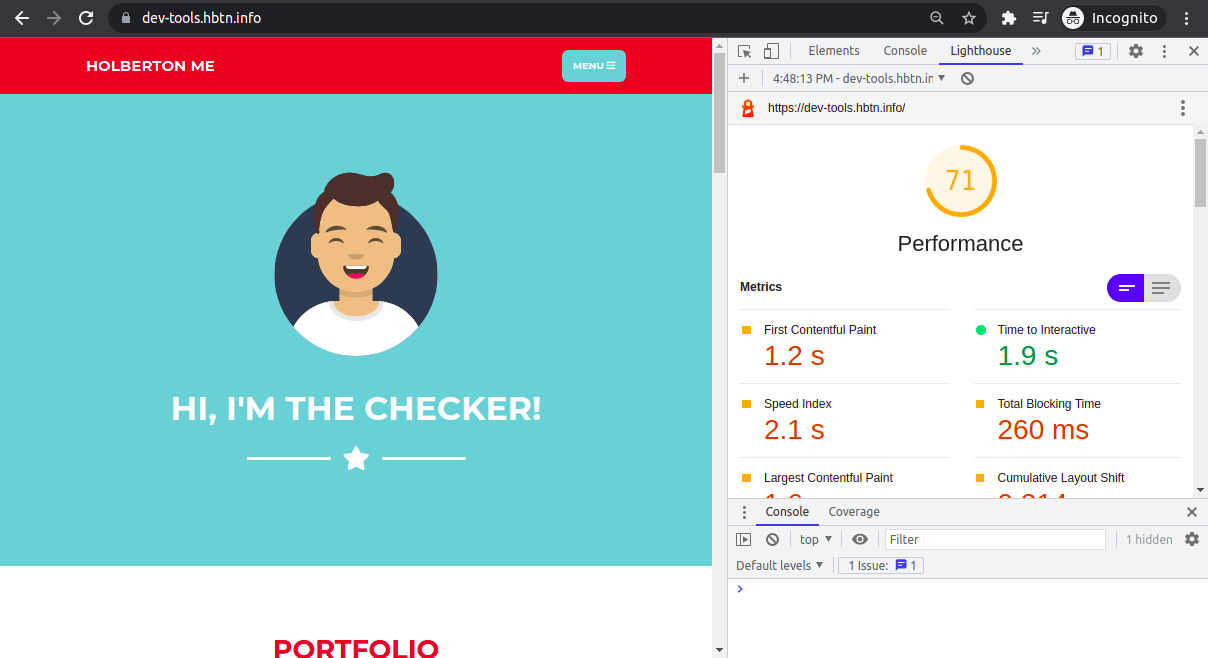 dev-tools.hbtn.info
Incognito
HOLBERTON ME
MENU
HI, I'M THE CHECKER!
PORTFOLIO
Elements Console Lighthouse » 1
4:48:13 PM - dev-tools.hbtn.in
https://dev-tools.hbtn.info/
71
Performance
Metrics
First Contentful Paint
1.2 s
Time to Interactive
1.9 s
Speed Index
2.1 s
Total Blocking Time
260 ms
Largest Contentful Paint
Cumulative Layout Shift
Console Coverage
top Filter 1 hidden
Default levels 1 Issue: 1